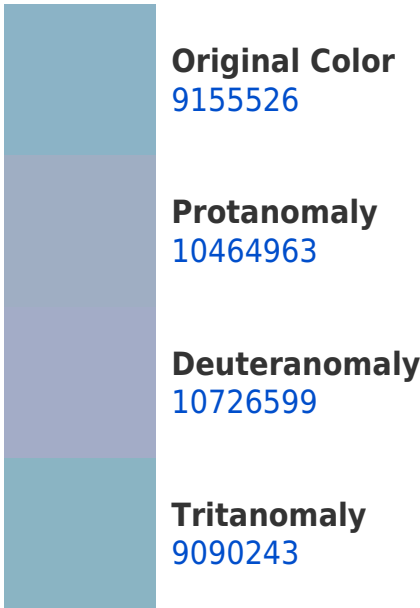 Original Color
9155526
Protanomaly
10464963
Deuteranomaly
10726599
Tritanomaly
9090243